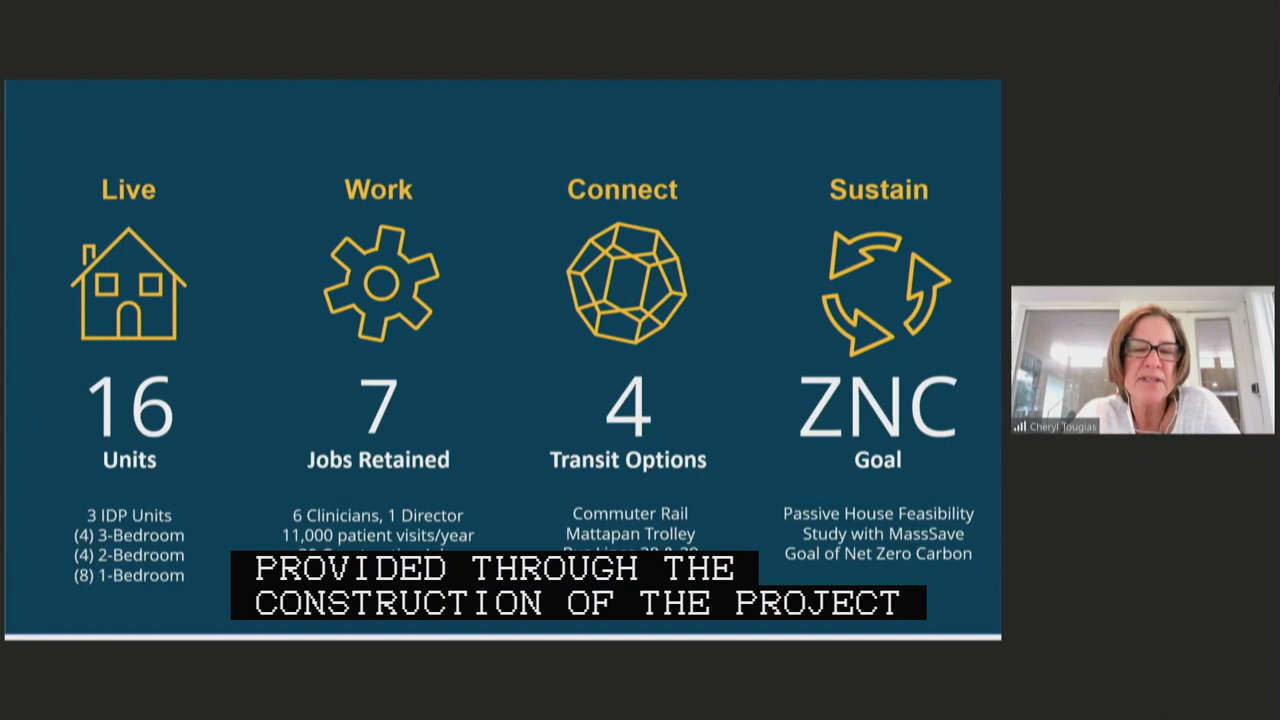 Live
Work
Connect
Sustain
16
7
4
ZNC
Units
Jobs Retained
Transit Options
Goal
3 IDP Units
(4) 3-Bedroom
(4) 2-Bedroom
(8) 1-Bedroom
6 Clinicians, 1 Director
11,000 patient visits/year
Commuter Rail
Mattapan Trolley
Passive House Feasibility
Study with MassSave
Goal of Net Zero Carbon
PROVIDED THROUGH THE
CONSTRUCTION OF THE PROJECT
Cheryl Tougias